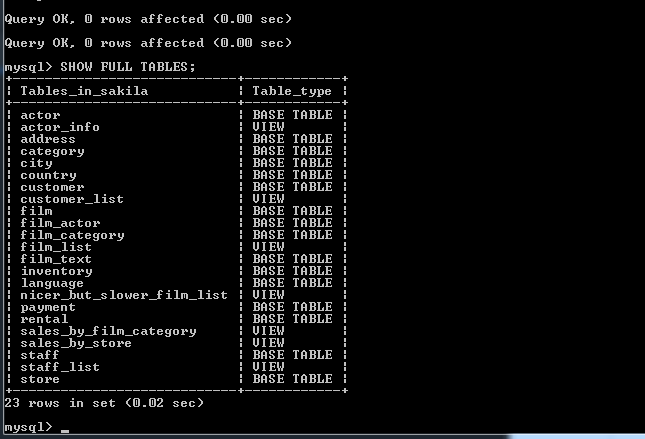 Query OK, 0 rows affected (0.00 sec)
Query OK, 0 rows affected (0.00 sec)
mysql> SHOW FULL TABLES;
+----------------------------+------------+
| Tables_in_sakila           | Table_type |
+----------------------------+------------+
| actor                      | BASE TABLE |
| actor_info                 | VIEW       |
| address                    | BASE TABLE |
| category                   | BASE TABLE |
| city                       | BASE TABLE |
| country                    | BASE TABLE |
| customer                   | BASE TABLE |
| customer_list              | VIEW       |
| film                       | BASE TABLE |
| film_actor                 | BASE TABLE |
| film_category              | BASE TABLE |
| film_list                  | VIEW       |
| film_text                  | BASE TABLE |
| inventory                  | BASE TABLE |
| language                   | BASE TABLE |
| nicer_but_slower_film_list | VIEW       |
| payment                    | BASE TABLE |
| rental                     | BASE TABLE |
| sales_by_film_category     | VIEW       |
| sales_by_store             | VIEW       |
| staff                      | BASE TABLE |
| staff_list                 | VIEW       |
| store                      | BASE TABLE |
+----------------------------+------------+
23 rows in set (0.02 sec)
mysql> _